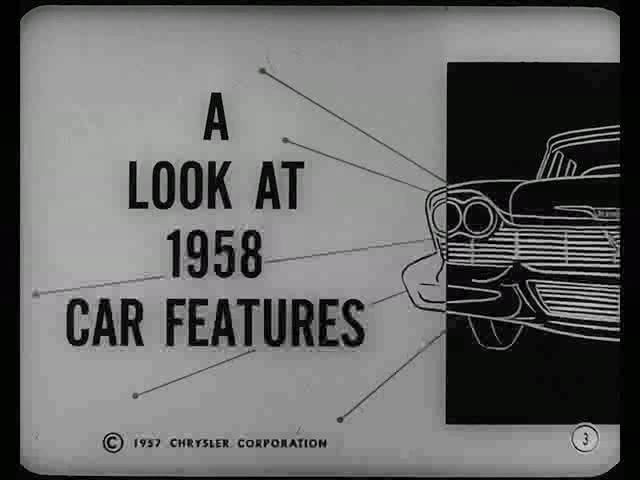 A
LOOK AT
1958
CAR FEATURES
© 1957 CHRYSLER CORPORATION
3